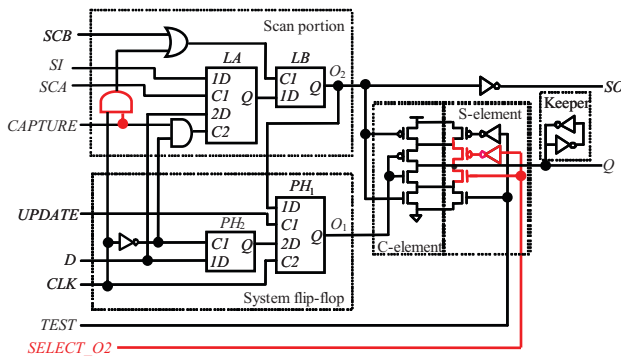 Scan portion
SCB
SI
SCA
CAPTURE
LA
1D
C1
2D
C2
Q
LB
C1
1D
Q
O2
SO
C-element
S-element
Keeper
Q
UPDATE
D
CLK
PH2
C1
1D
Q
PH1
1D
C1
2D
C2
Q
O1
System flip-flop
TEST
SELECT_O2